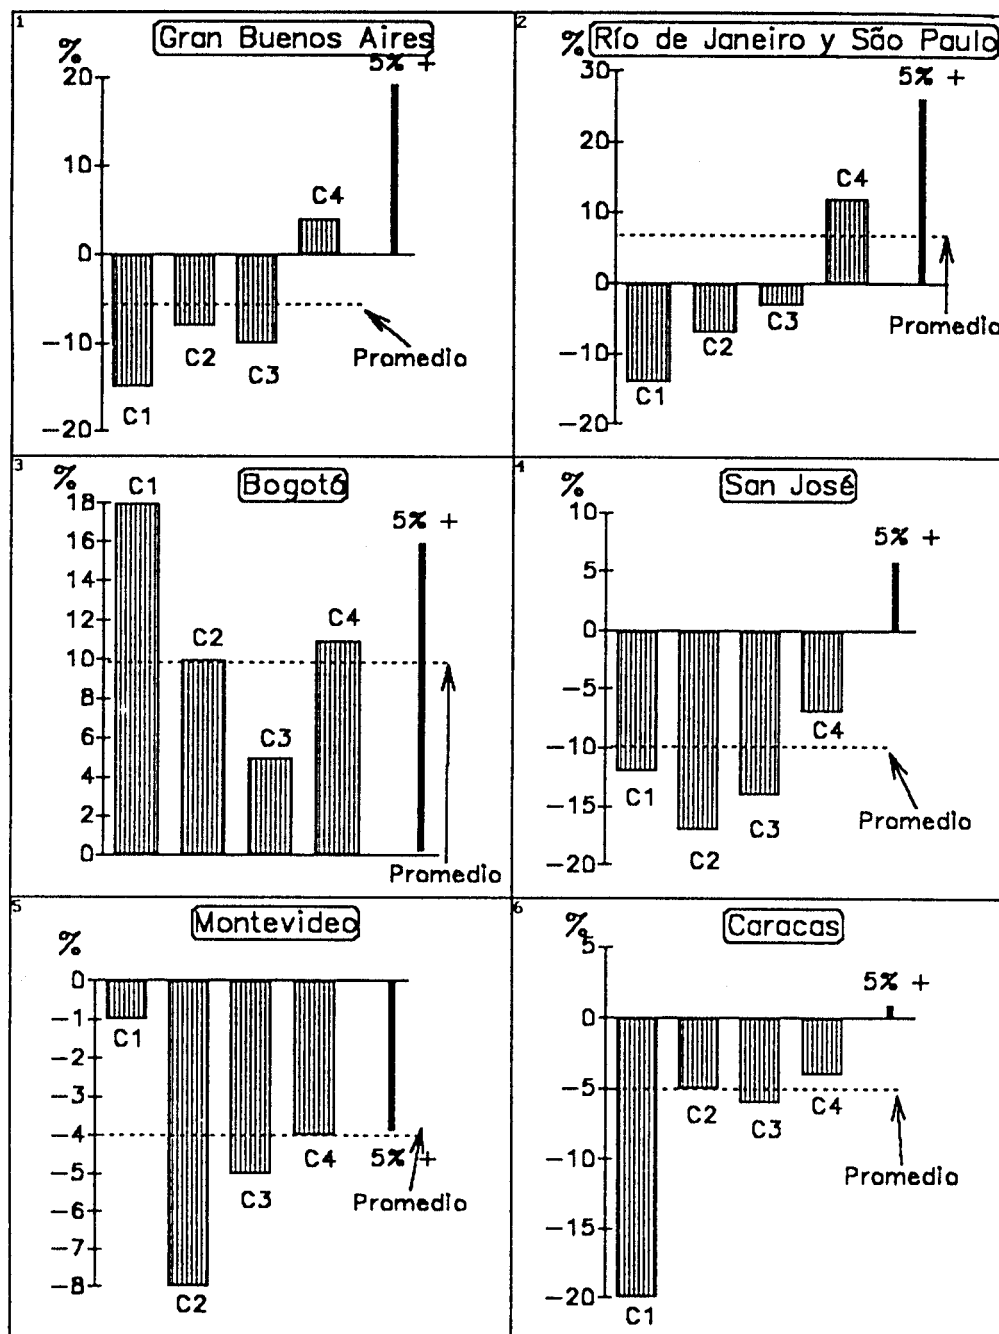 1
Gran Buenos Aires
%
5% +
20
10
C4
0
-10
C2
C3
Promedio
C1
-20
2
Río de Janeiro y São Paulo
%
5% +
30
20
C4
10
0
C3
C2
Promedio
-10
C1
-20
3
Bogotá
%
C1
18
5% +
16
14
12
C4
C2
10
8
6
C3
4
2
0
Promedio
San José
%
10
5% +
5
0
-5
C4
-10
C1
Promedio
-15
C3
C2
-20
5
Montevideo
%
0
-1
C1
-2
-3
-4
C4
5% +
-5
C3
Promedio
-6
-7
-8
C2
6
Caracas
%
5
5% +
0
-5
C2
C3
C4
-10
Promedio
-15
-20
C1